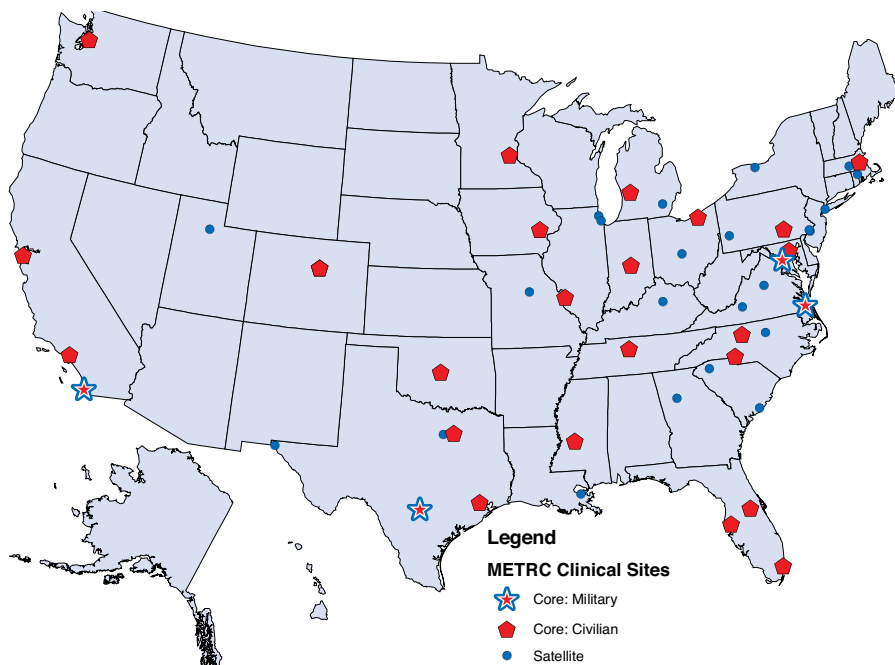 Legend
METRC Clinical Sites
Core: Military
Core: Civilian
Satellite